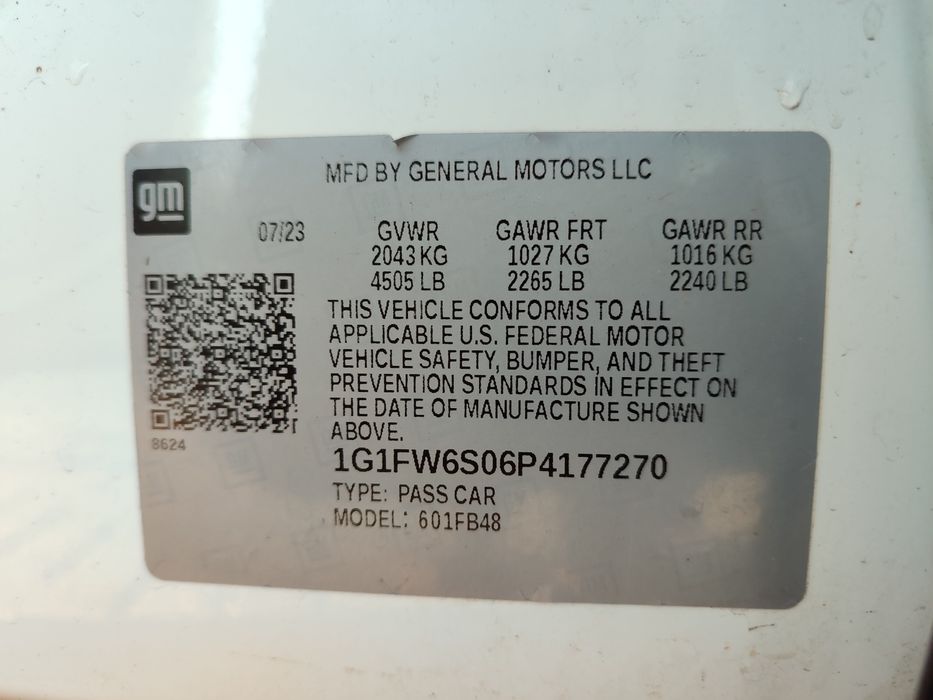 MFD BY GENERAL MOTORS LLC
gm
07/23 GVWR GAWR FRT GAWR RR
2043 KG 1027 KG 1016 KG
4505 LB 2265 LB 2240 LB
THIS VEHICLE CONFORMS TO ALL
APPLICABLE U.S. FEDERAL MOTOR
VEHICLE SAFETY, BUMPER, AND THEFT
PREVENTION STANDARDS IN EFFECT ON
THE DATE OF MANUFACTURE SHOWN
ABOVE.
8624
1G1FW6S06P4177270
TYPE: PASS CAR
MODEL: 601FB48